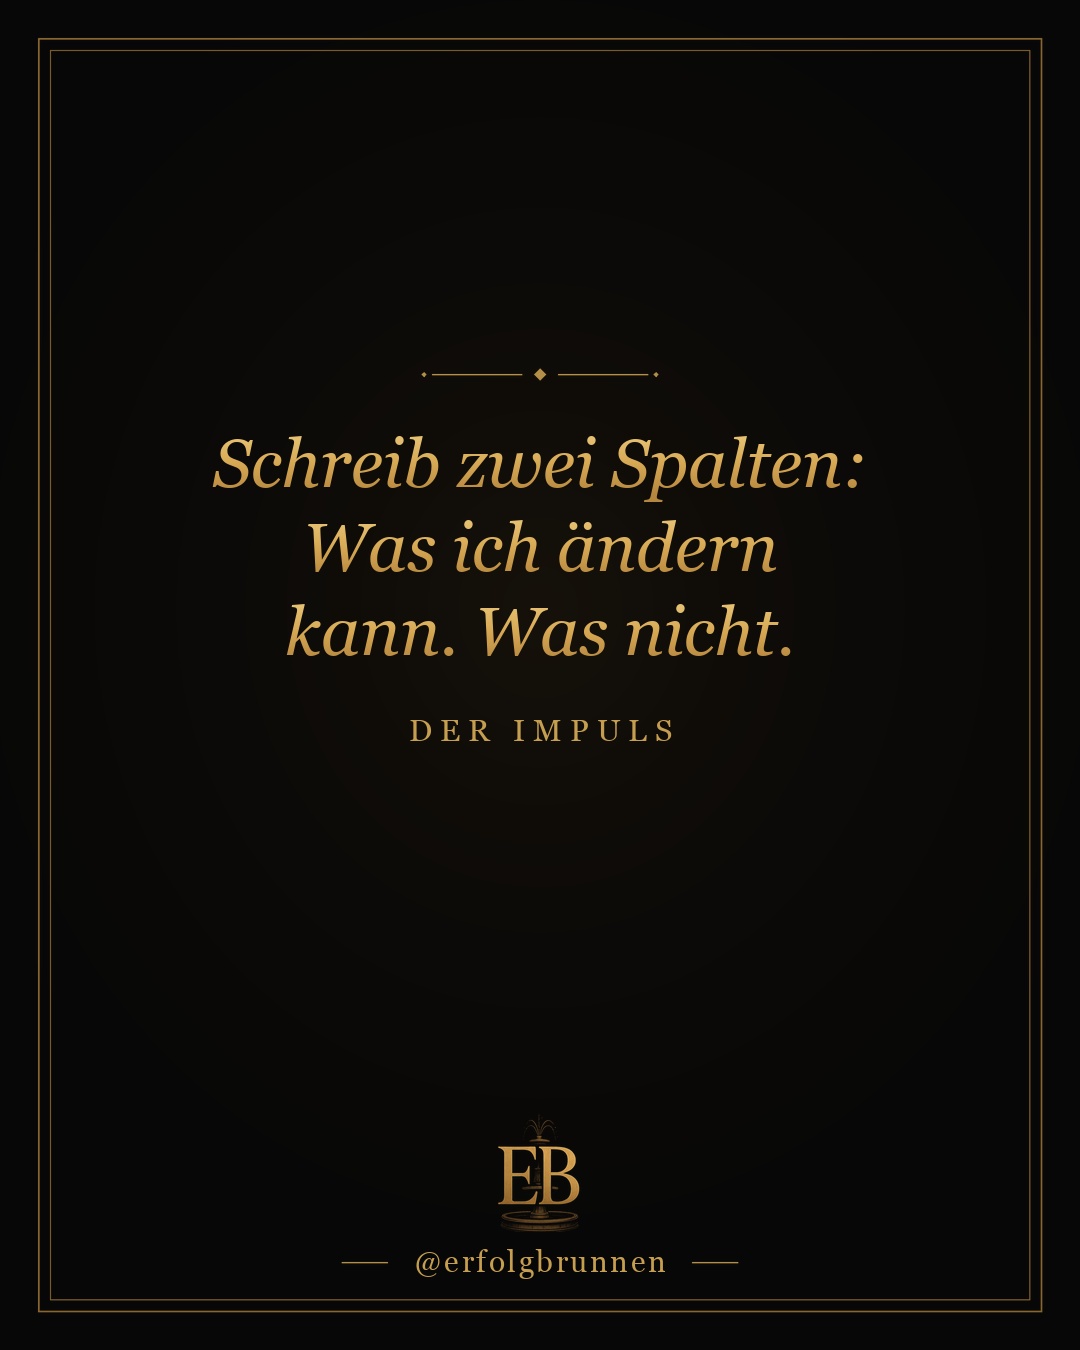 Schreib zwei Spalten:
Was ich ändern
kann. Was nicht.
DER IMPULS
EB
@erfolgbrunnen